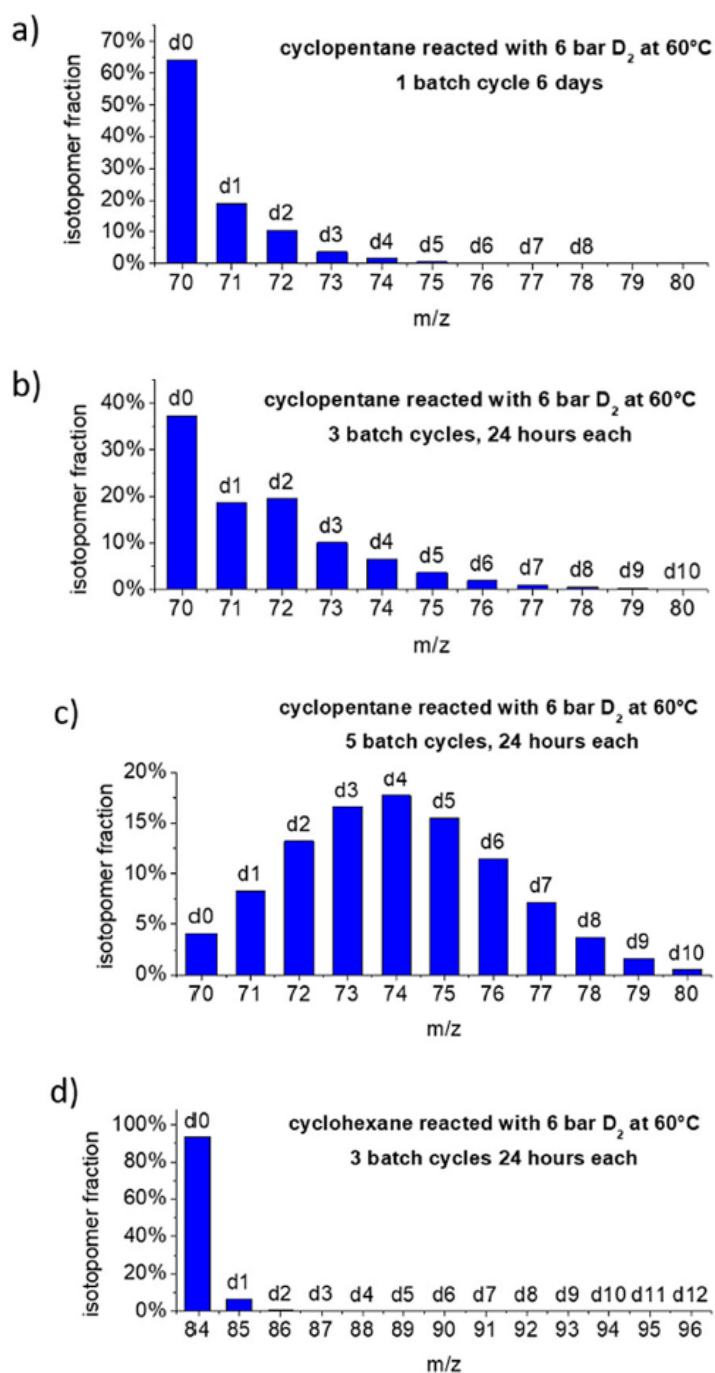 a)
cyclopentane reacted with 6 bar D₂ at 60°C
1 batch cycle 6 days
isotopomer fraction
70%
60%
50%
40%
30%
20%
10%
0%
d0 d1 d2 d3 d4 d5 d6 d7 d8
70 71 72 73 74 75 76 77 78 79 80
m/z
b)
cyclopentane reacted with 6 bar D₂ at 60°C
3 batch cycles, 24 hours each
isotopomer fraction
40%
30%
20%
10%
0%
d0 d1 d2 d3 d4 d5 d6 d7 d8 d9 d10
70 71 72 73 74 75 76 77 78 79 80
m/z
c)
cyclopentane reacted with 6 bar D₂ at 60°C
5 batch cycles, 24 hours each
isotopomer fraction
20%
15%
10%
5%
0%
d0 d1 d2 d3 d4 d5 d6 d7 d8 d9 d10
70 71 72 73 74 75 76 77 78 79 80
m/z
d)
cyclohexane reacted with 6 bar D₂ at 60°C
3 batch cycles 24 hours each
isotopomer fraction
100%
80%
60%
40%
20%
0%
d0 d1 d2 d3 d4 d5 d6 d7 d8 d9 d10 d11 d12
84 85 86 87 88 89 90 91 92 93 94 95 96
m/z